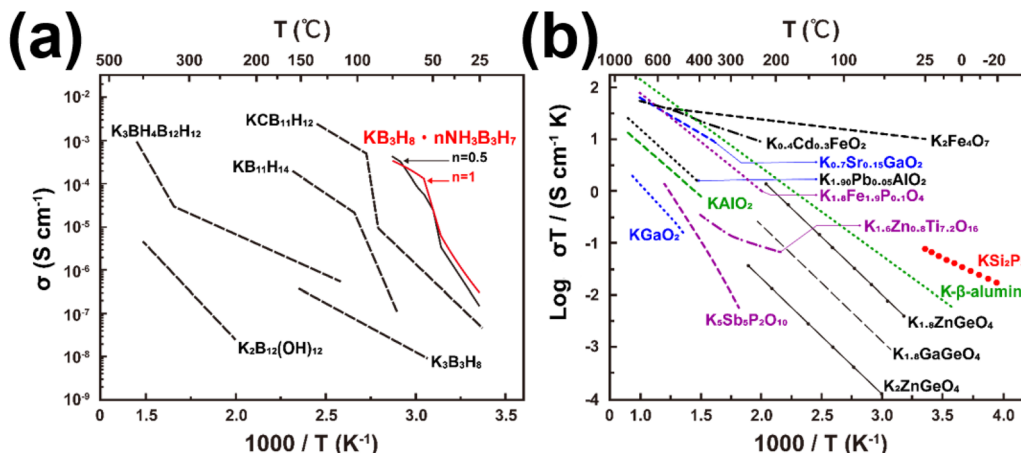 (a)
T (℃)
500 300 200 150 100 50 25
10⁻² 10⁻³ 10⁻⁴ 10⁻⁵ 10⁻⁶ 10⁻⁷ 10⁻⁸ 10⁻⁹
σ (S cm⁻¹)
K₃BH₄B₁₂H₁₂
KCB₁₁H₁₂
KB₁₁H₁₄
KB₃H₈・nNH₃B₃H₇
n=0.5
n=1
K₂B₁₂(OH)₁₂
K₃B₃H₈
0 1.5 2.0 2.5 3.0 3.5
1000 / T (K⁻¹)
(b)
T (℃)
1000 600 400 300 200 100 25 0 -20
2 1 0 -1 -2 -3 -4
Log σT / (S cm⁻¹ K)
K₂Fe₄O₇
K₀.₄Cd₀.₃FeO₂
K₀.₇Sr₀.₁₅GaO₂
K₁.₉₀Pb₀.₀₅AlO₂
KAlO₂
K₁.₈Fe₁.₉P₀.₁O₄
K₁.₆Zn₀.₈Ti₇.₂O₁₆
KGaO₂
KSi₂P
K-β-alumin
K₅Sb₅P₂O₁₀
K₁.₈ZnGeO₄
K₁.₈GaGeO₄
K₂ZnGeO₄
0 1.0 1.5 2.0 2.5 3.0 3.5 4.0
1000 / T (K⁻¹)